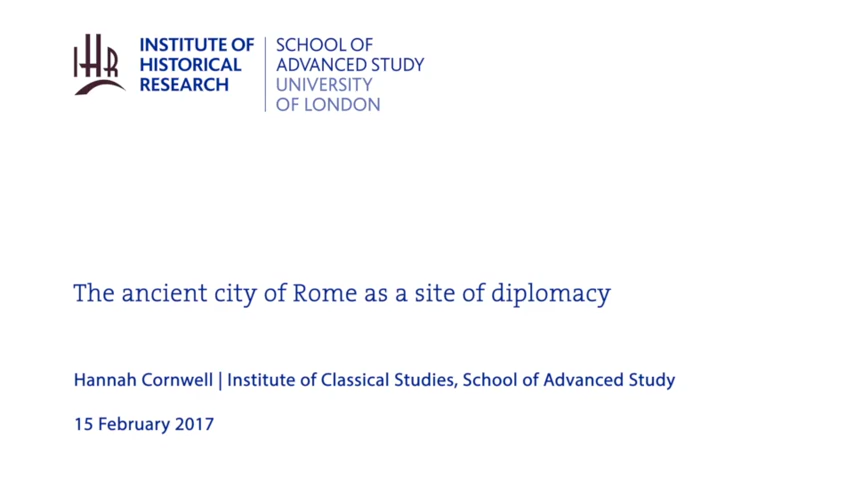 IHR
INSTITUTE OF
HISTORICAL
RESEARCH
SCHOOL OF
ADVANCED STUDY
UNIVERSITY
OF LONDON
The ancient city of Rome as a site of diplomacy
Hannah Cornwell | Institute of Classical Studies, School of Advanced Study
15 February 2017